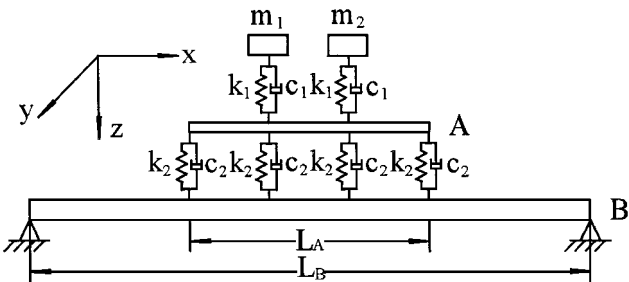 m₁ m₂
x
k₁ c₁ k₁ c₁
y z
A
k₂ c₂ k₂ c₂ k₂ c₂ k₂ c₂
B
L_A
L_B